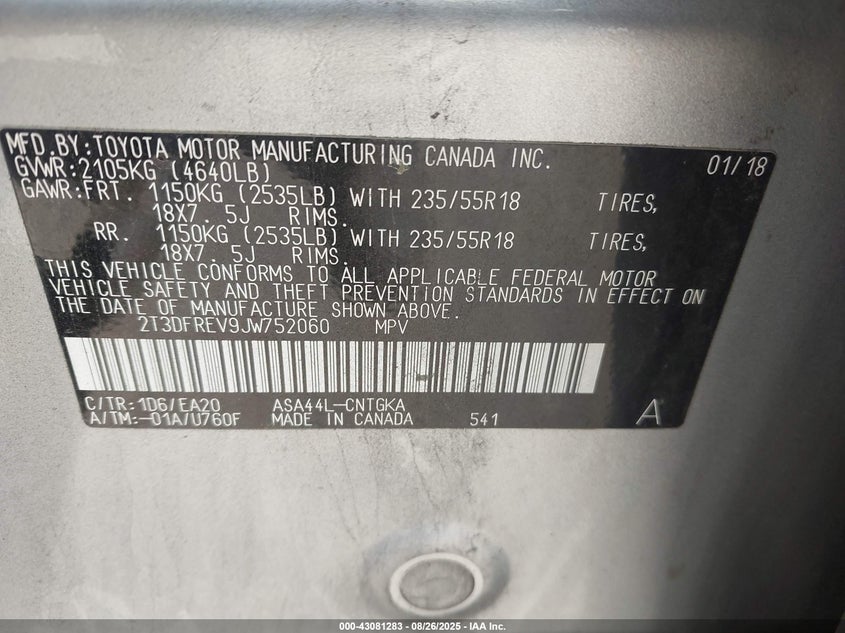 MFD.BY:TOYOTA MOTOR MANUFACTURING CANADA INC. 01/18
GVWR:2105KG (4640LB)
GAWR:FRT. 1150KG (2535LB) WITH 235/55R18 TIRES,
18X7. 5J RIMS.
RR. 1150KG (2535LB) WITH 235/55R18 TIRES,
18X7. 5J RIMS.
THIS VEHICLE CONFORMS TO ALL APPLICABLE FEDERAL MOTOR
VEHICLE SAFETY AND THEFT PREVENTION STANDARDS IN EFFECT ON
THE DATE OF MANUFACTURE SHOWN ABOVE.
2T3DFREV9JW752060 MPV
C/TR:1D6/EA20 ASA44L-CNTGKA
A/TM:-01A/U760F MADE IN CANADA 541 A
000-43081283 - 08/26/2025 - IAA Inc.